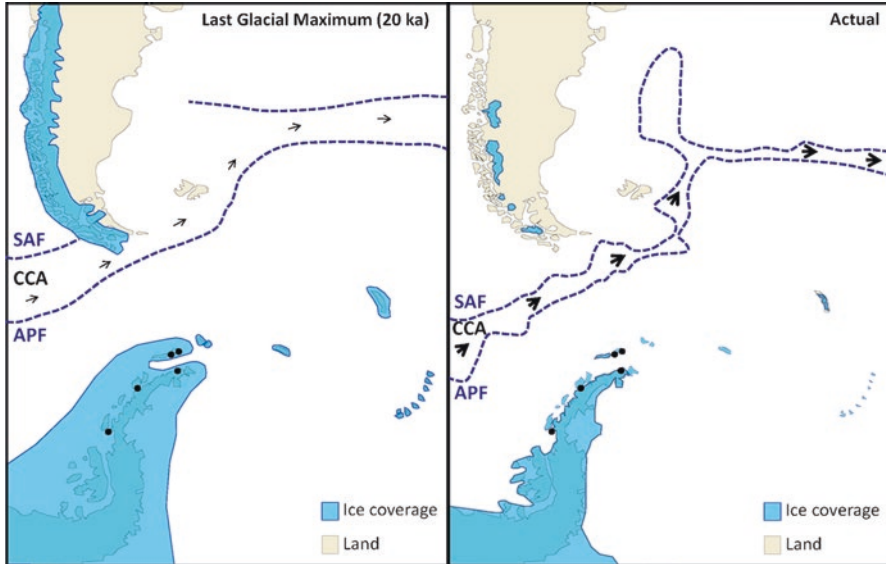 Last Glacial Maximum (20 ka)
SAF
CCA
APF
Ice coverage
Land
Actual
SAF
CCA
APF
Ice coverage
Land